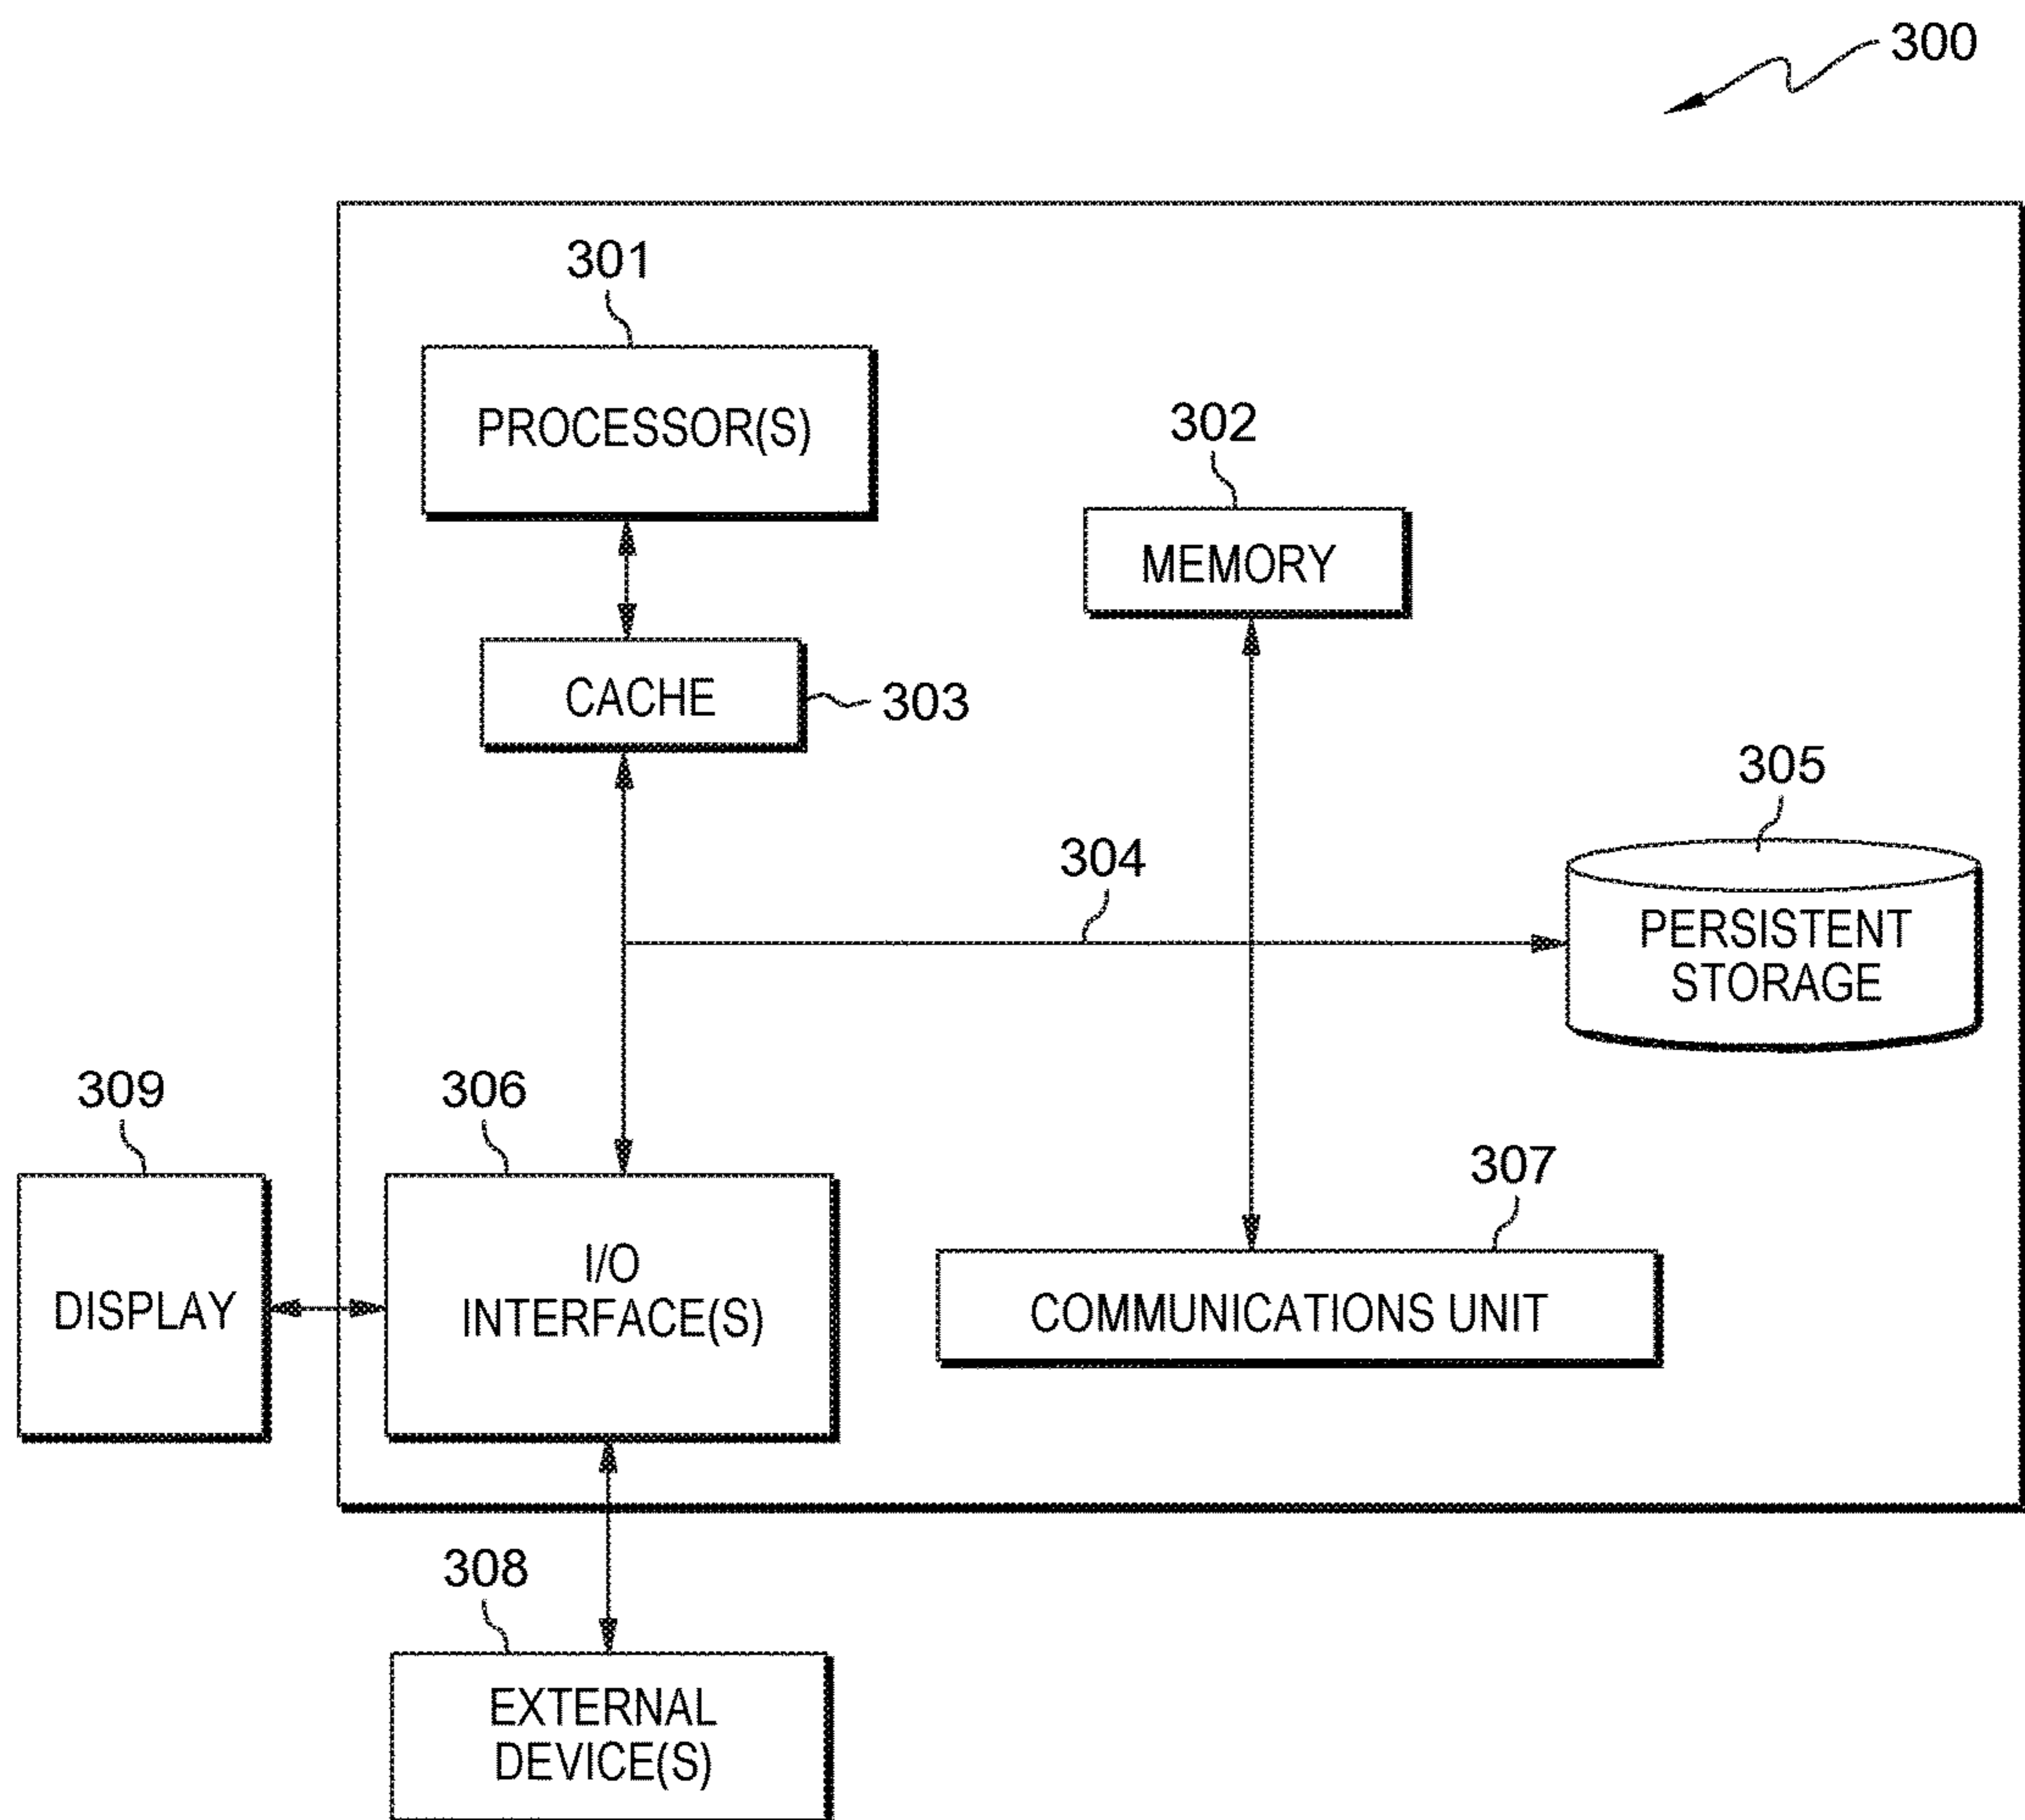 300
301
PROCESSOR(S)
302
MEMORY
CACHE
303
305
304
PERSISTENT
STORAGE
309
306
307
DISPLAY
I/O
INTERFACE(S)
COMMUNICATIONS UNIT
308
EXTERNAL
DEVICE(S)